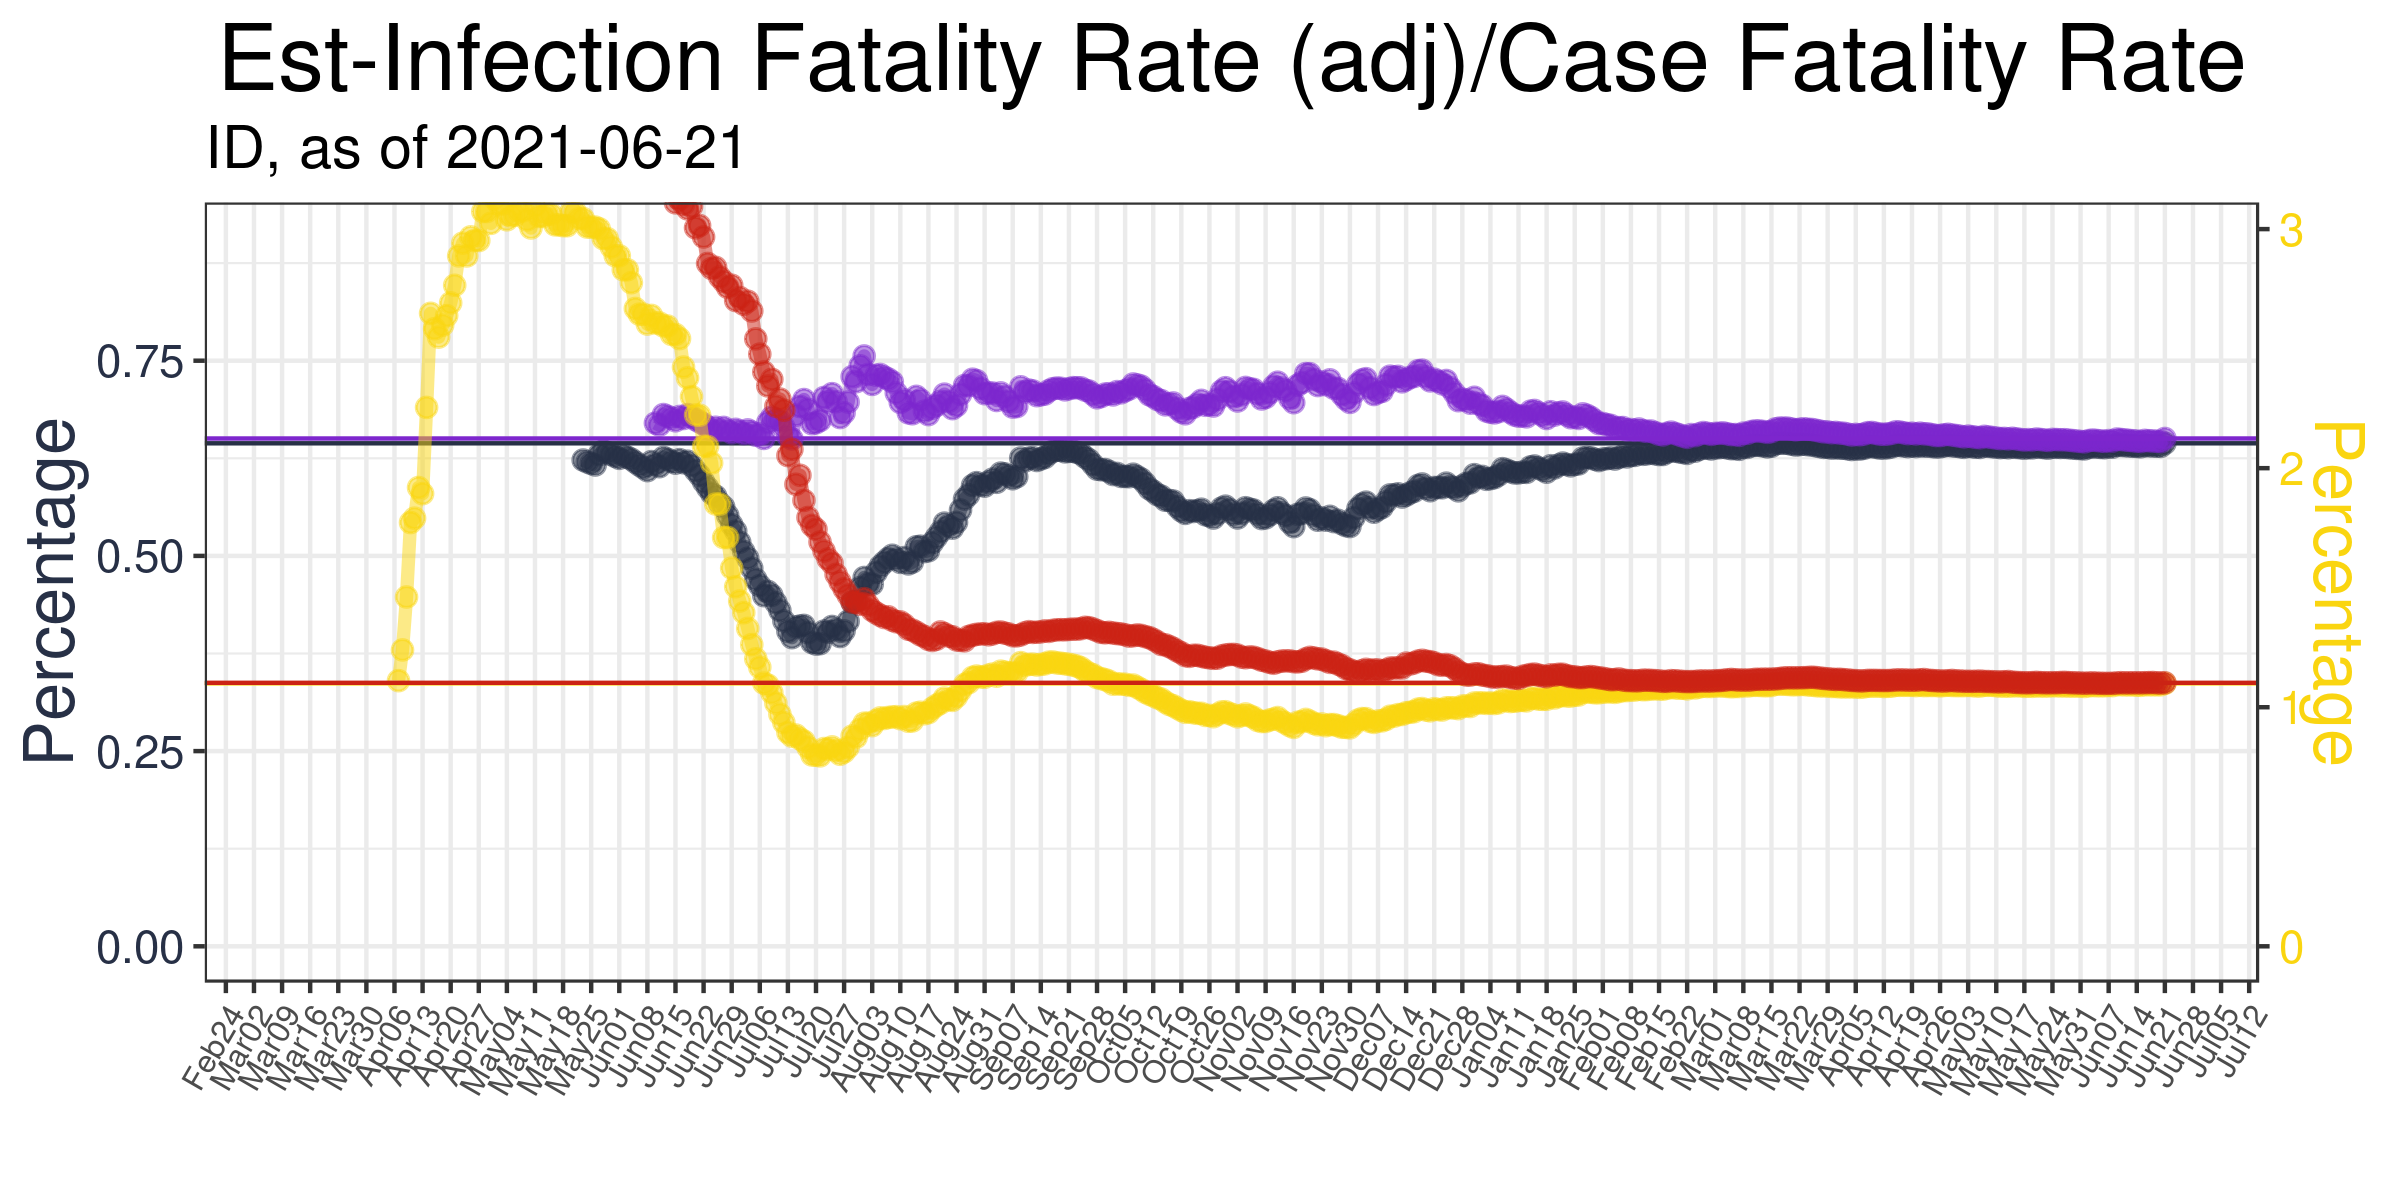 Est-Infection Fatality Rate (adj)/Case Fatality Rate
ID, as of 2021-06-21
Percentage
0.75
0.50
0.25
0.00
3
2
1
0
Percentage
Feb24
Mar02
Mar09
Mar16
Mar23
Mar30
Apr06
Apr13
Apr20
Apr27
May04
May11
May18
May25
Jun01
Jun08
Jun15
Jun22
Jun29
Jul06
Jul13
Jul20
Jul27
Aug03
Aug10
Aug17
Aug24
Aug31
Sep07
Sep14
Sep21
Sep28
Oct05
Oct12
Oct19
Oct26
Nov02
Nov09
Nov16
Nov23
Nov30
Dec07
Dec14
Dec21
Dec28
Jan04
Jan11
Jan18
Jan25
Feb01
Feb08
Feb15
Feb22
Mar01
Mar08
Mar15
Mar22
Mar29
Apr05
Apr12
Apr19
Apr26
May03
May10
May17
May24
May31
Jun07
Jun14
Jun21
Jun28
Jul05
Jul12